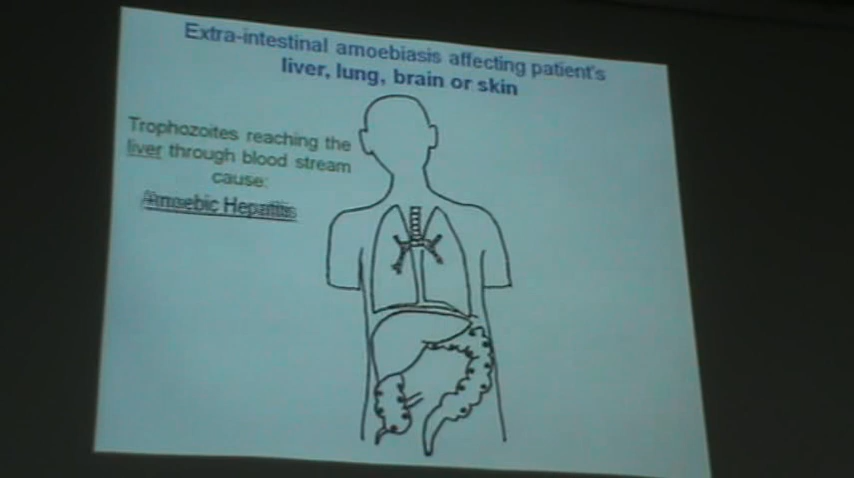 Extra-intestinal amoebiasis affecting patient's
liver, lung, brain or skin
Trophozoites reaching the
liver through blood stream
cause:
Amoebic Hepatitis